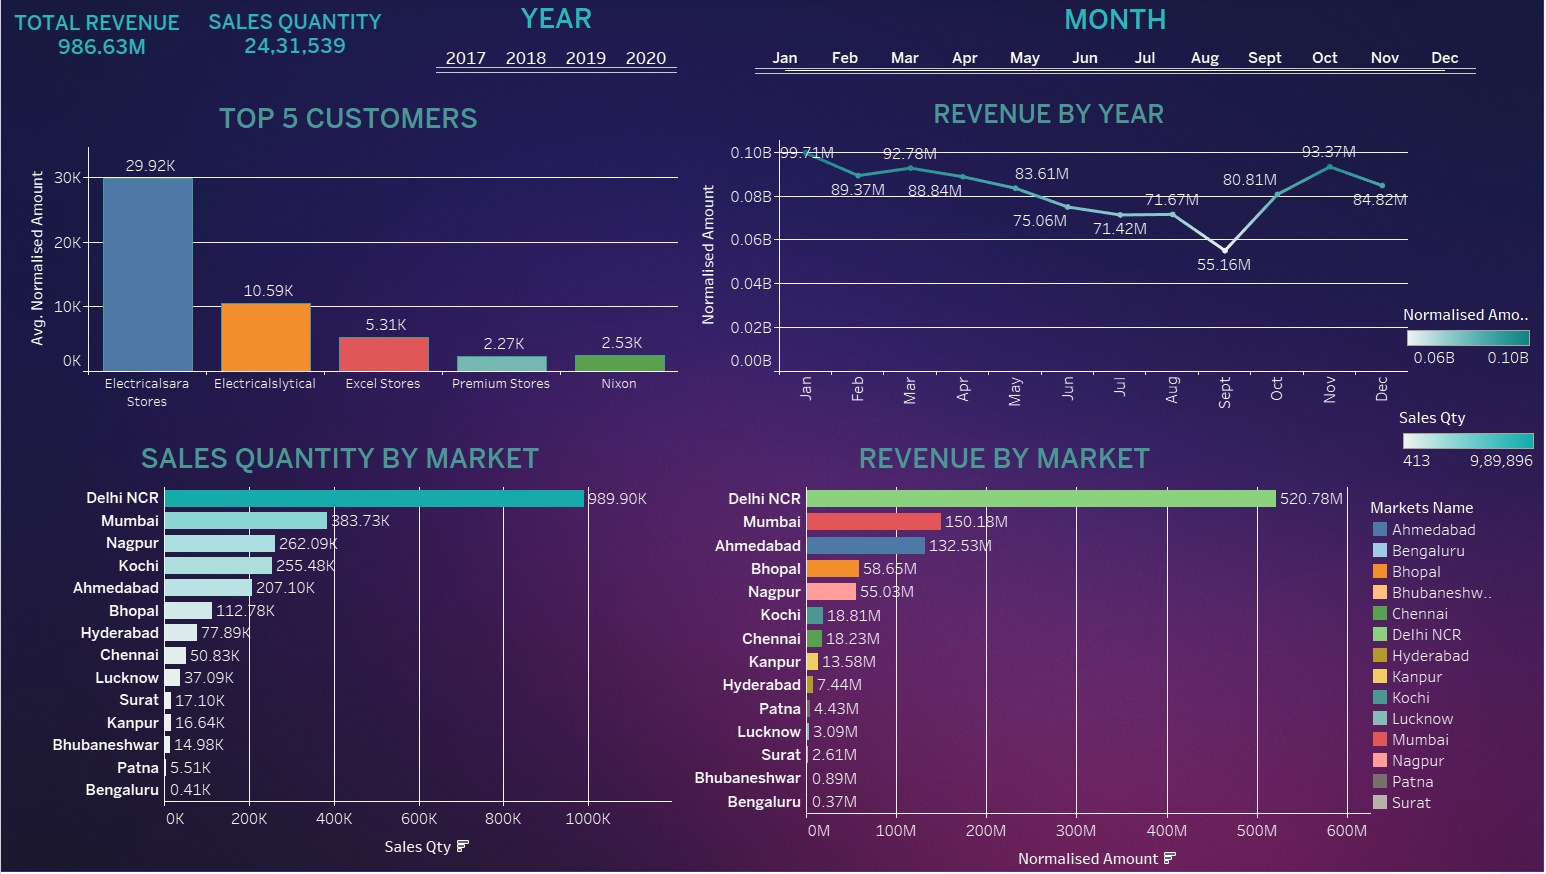 TOTAL REVENUE
986.63M
SALES QUANTITY
24,31,539
YEAR
2017 2018 2019 2020
MONTH
Jan Feb Mar Apr May Jun Jul Aug Sept Oct Nov Dec
TOP 5 CUSTOMERS
Avg. Normalised Amount
30K
20K
10K
0K
29.92K
10.59K
5.31K
2.27K
2.53K
Electricalsara Stores
Electricalslytical
Excel Stores
Premium Stores
Nixon
REVENUE BY YEAR
Normalised Amount
0.10B
0.08B
0.06B
0.04B
0.02B
0.00B
99.71M
89.37M
92.78M
88.84M
83.61M
75.06M
71.42M
71.67M
55.16M
80.81M
93.37M
84.82M
Jan Feb Mar Apr May Jun Jul Aug Sept Oct Nov Dec
Normalised Amo..
0.06B 0.10B
Sales Qty
413 9,89,896
SALES QUANTITY BY MARKET
Delhi NCR 989.90K
Mumbai 383.73K
Nagpur 262.09K
Kochi 255.48K
Ahmedabad 207.10K
Bhopal 112.78K
Hyderabad 77.89K
Chennai 50.83K
Lucknow 37.09K
Surat 17.10K
Kanpur 16.64K
Bhubaneshwar 14.98K
Patna 5.51K
Bengaluru 0.41K
0K 200K 400K 600K 800K 1000K
Sales Qty
REVENUE BY MARKET
Delhi NCR 520.78M
Mumbai 150.18M
Ahmedabad 132.53M
Bhopal 58.65M
Nagpur 55.03M
Kochi 18.81M
Chennai 18.23M
Kanpur 13.58M
Hyderabad 7.44M
Patna 4.43M
Lucknow 3.09M
Surat 2.61M
Bhubaneshwar 0.89M
Bengaluru 0.37M
0M 100M 200M 300M 400M 500M 600M
Normalised Amount
Markets Name
Ahmedabad
Bengaluru
Bhopal
Bhubaneshw..
Chennai
Delhi NCR
Hyderabad
Kanpur
Kochi
Lucknow
Mumbai
Nagpur
Patna
Surat